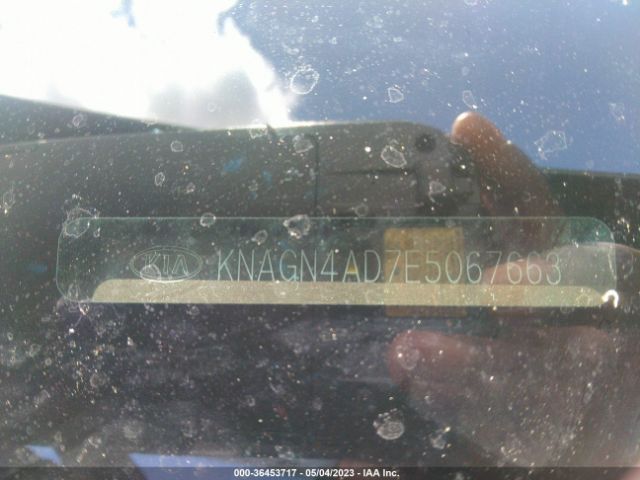 KIA KNAGN4AD7E5067663
000-36453717 - 05/04/2023 - IAA Inc.